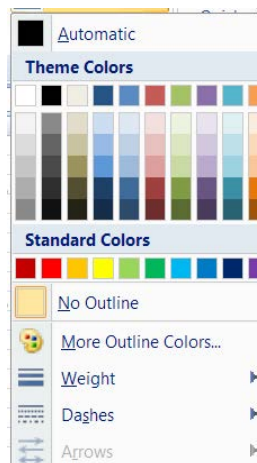 Automatic
Theme Colors
Standard Colors
No Outline
More Outline Colors...
Weight
Dashes
Arrows